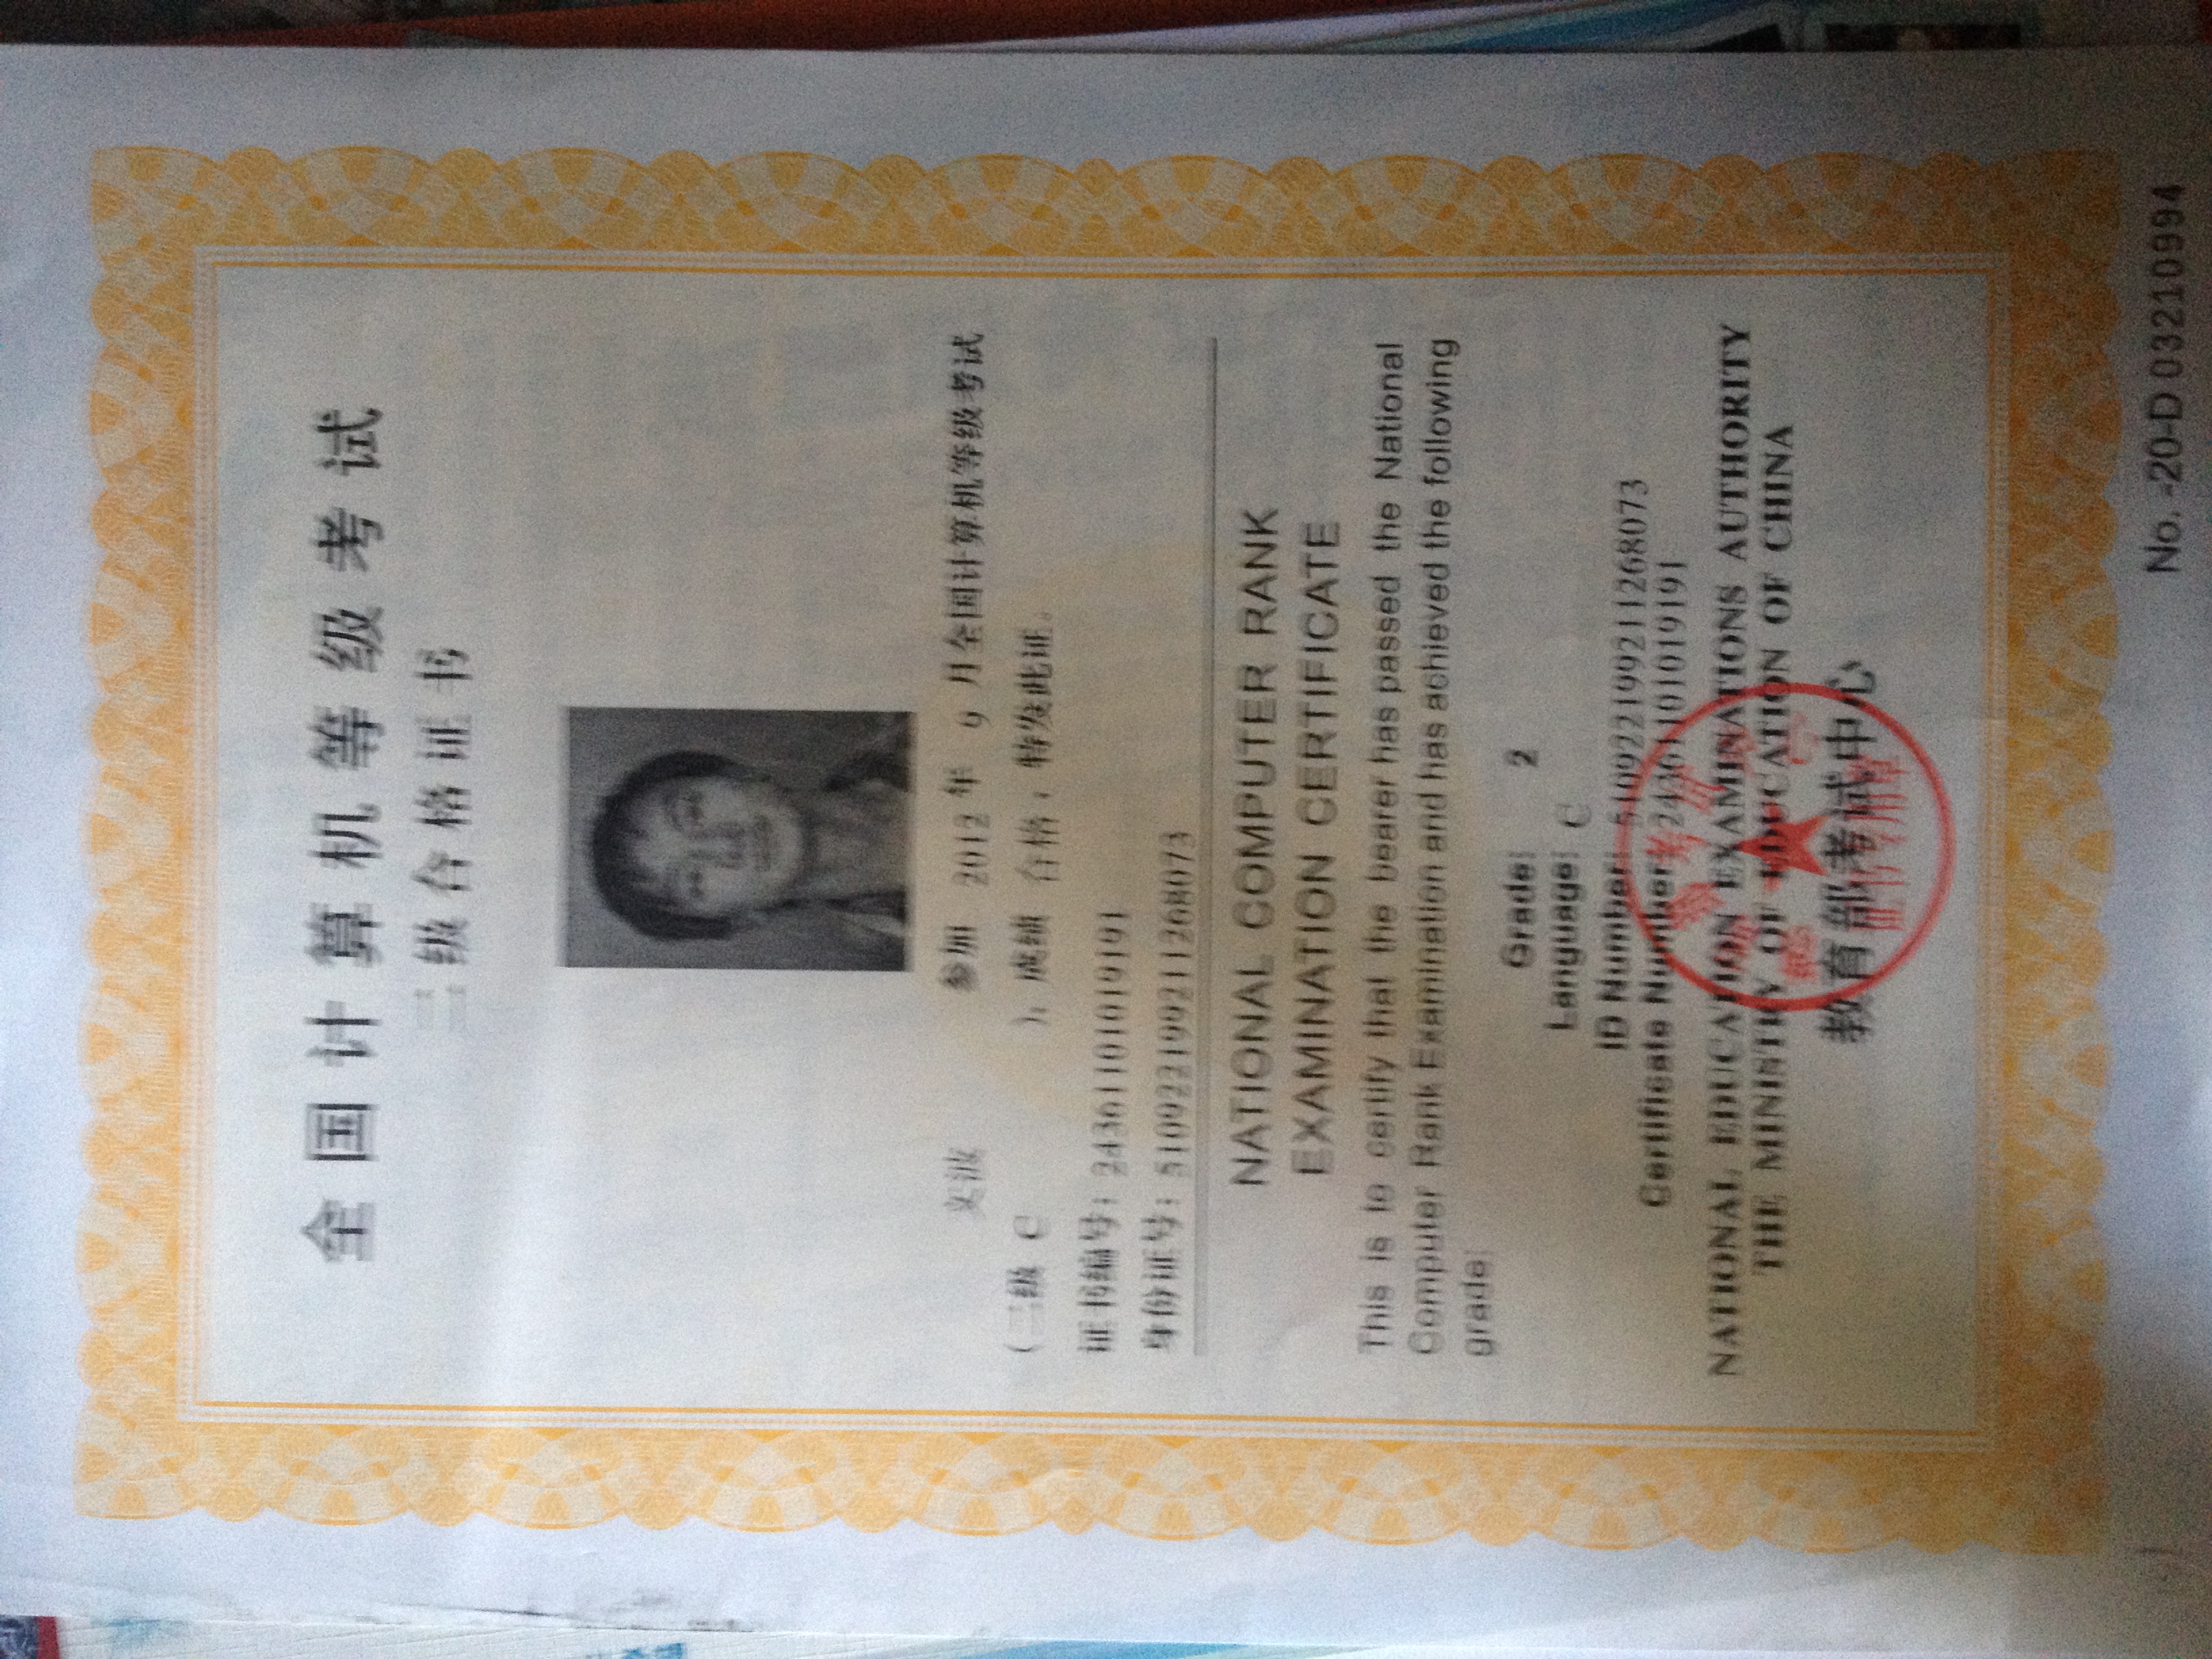 全国计算机等级考试
二级合格证书
文波 参加 2012 年 9 月全国计算机等级考试
(二级 C ), 成绩 合格, 特发此证。
证书编号: 24361101019191
身份证号: 510922199211268073
NATIONAL COMPUTER RANK
EXAMINATION CERTIFICATE
This is to certify that the bearer has passed the National
Computer Rank Examination and has achieved the following
grade:
Grade: 2
Language: C
ID Number: 510922199211268073
Certificate Number: 24361101019191
NATIONAL EDUCATION EXAMINATIONS AUTHORITY
THE MINISTRY OF EDUCATION OF CHINA
教育部考试中心
证书专用章
No. -20-D 03210994